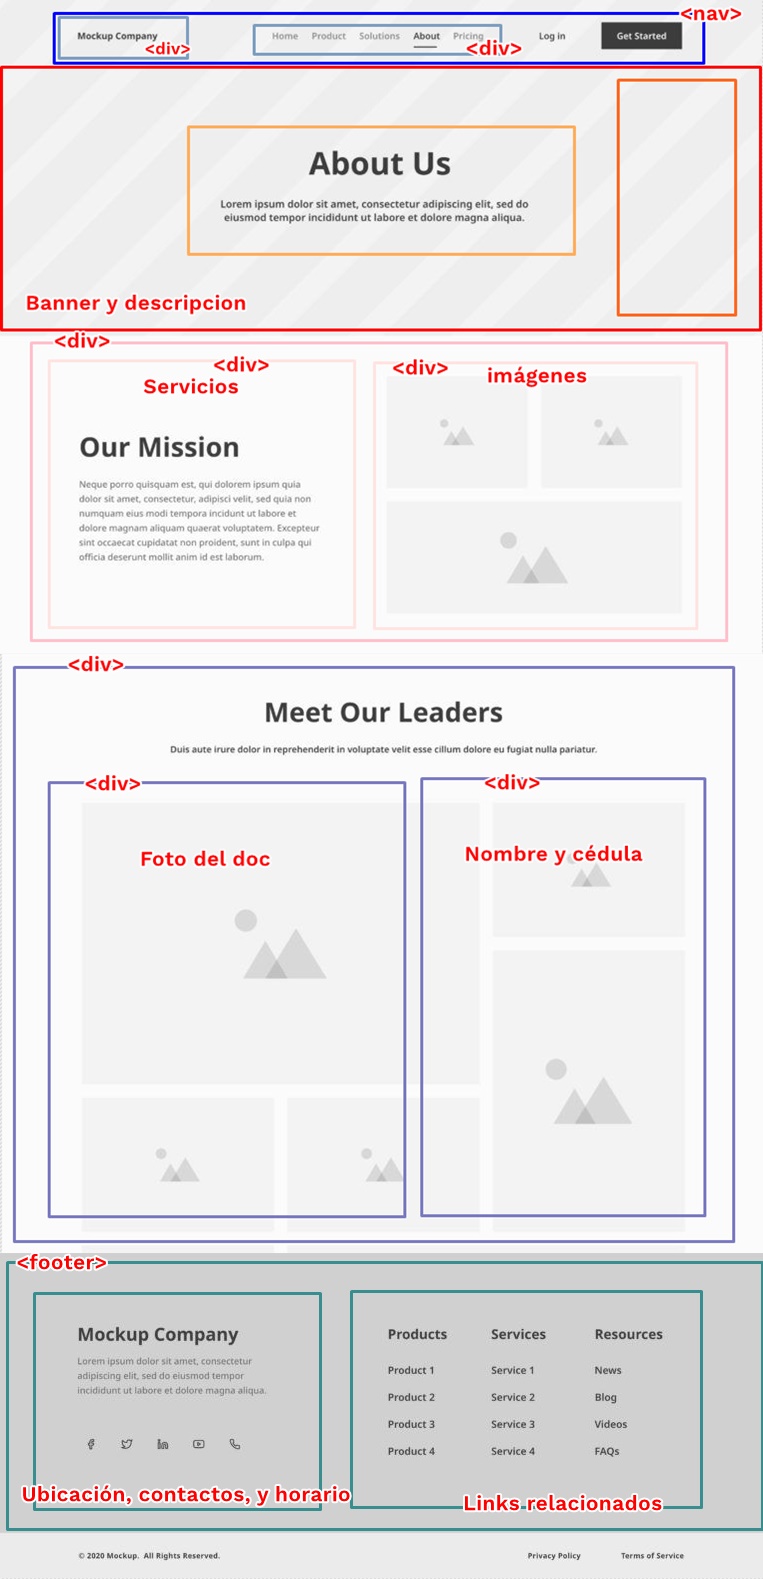 <nav>
Mockup Company
<div>
Home Product Solutions About Pricing
<div>
Log in
Get Started
About Us
Lorem ipsum dolor sit amet, consectetur adipiscing elit, sed do
eiusmod tempor incididunt ut labore et dolore magna aliqua.
Banner y descripcion
<div>
<div>
Servicios
<div>
imágenes
Our Mission
Neque porro quisquam est, qui dolorem ipsum quia
dolor sit amet, consectetur, adipisci velit, sed quia non
numquam eius modi tempora incidunt ut labore et
dolore magnam aliquam quaerat voluptatem. Excepteur
sint occaecat cupidatat non proident, sunt in culpa qui
officia deserunt mollit anim id est laborum.
<div>
Meet Our Leaders
Duis aute irure dolor in reprehenderit in voluptate velit esse cillum dolore eu fugiat nulla pariatur.
<div>
<div>
Foto del doc
Nombre y cédula
<footer>
Mockup Company
Lorem ipsum dolor sit amet, consectetur
adipiscing elit, sed do eiusmod tempor
incididunt ut labore et dolore magna aliqua.
Ubicación, contactos, y horario
Products Services Resources
Product 1 Service 1 News
Product 2 Service 2 Blog
Product 3 Service 3 Videos
Product 4 Service 4 FAQs
Links relacionados
© 2020 Mockup. All Rights Reserved.
Privacy Policy Terms of Service